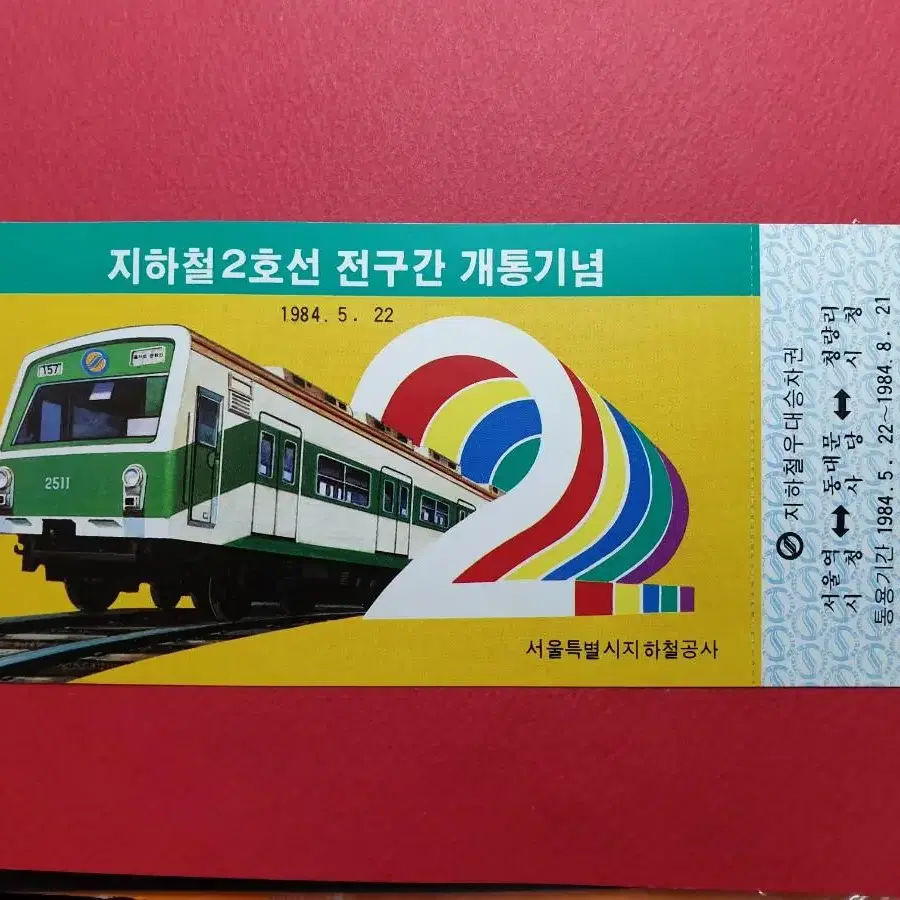 지하철2호선 전구간 개통기념
1984. 5. 22
157
2511
서울특별시지하철공사
지하철우대승차권
서울역 ↔ 동대문 ↔ 청량리
시청 ↔ 사당 ↔ 시청
통용기간 1984. 5. 22~1984. 8. 21